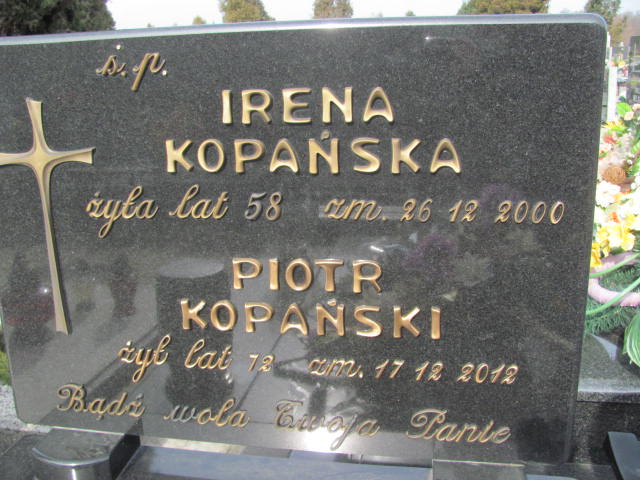 ś.p.
IRENA
KOPAŃSKA
żyła lat 58 zm. 26 12 2000
PIOTR
KOPAŃSKI
żył lat 72 zm. 17 12 2012
Bądź wola Twoja Panie